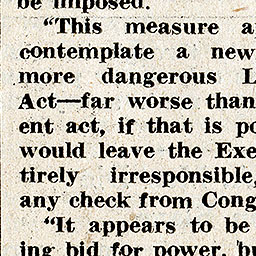 be imposed.
"This measure a
contemplate a new
more dangerous L
Act—far worse than
ent act, if that is po
would leave the Exe
tirely irresponsible,
any check from Cong
"It appears to be
ing bid for power, bu